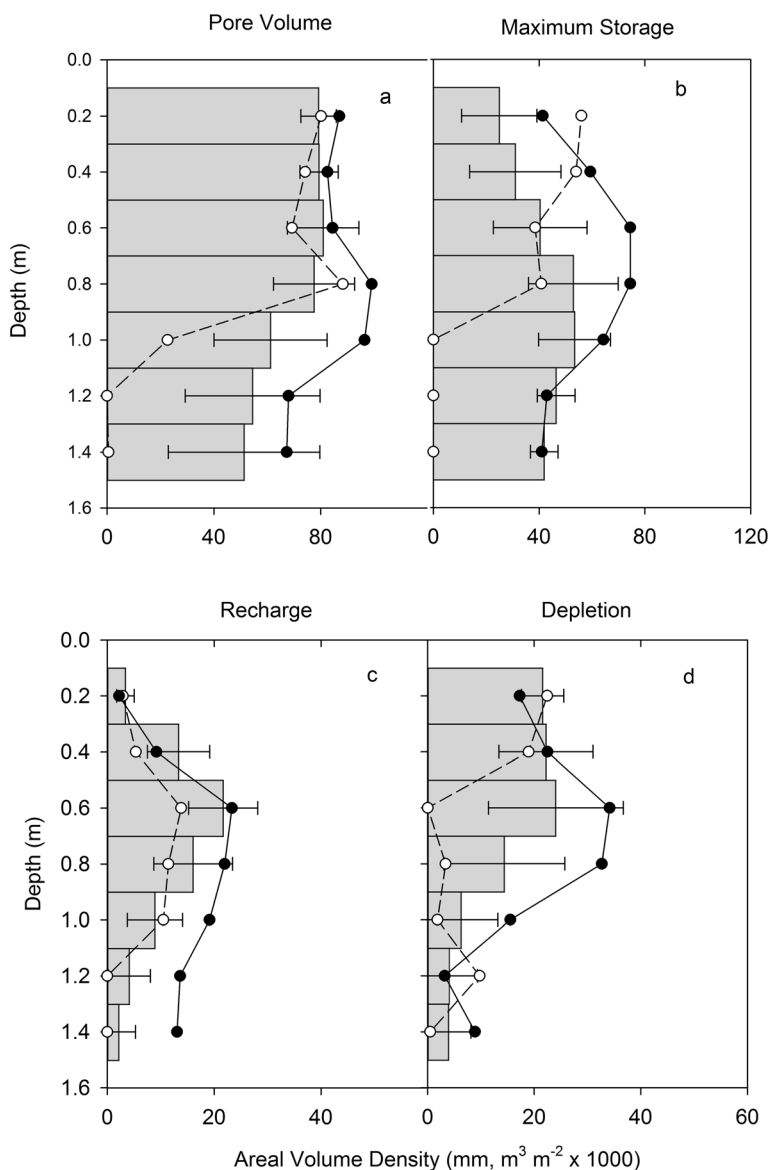 Pore Volume
Maximum Storage
0.0
0.2
0.4
0.6
0.8
1.0
1.2
1.4
1.6
Depth (m)
a
b
0
40
80
0
40
80
120
Recharge
Depletion
0.0
0.2
0.4
0.6
0.8
1.0
1.2
1.4
1.6
Depth (m)
c
d
0
20
40
0
20
40
60
Areal Volume Density (mm, m³ m⁻² x 1000)